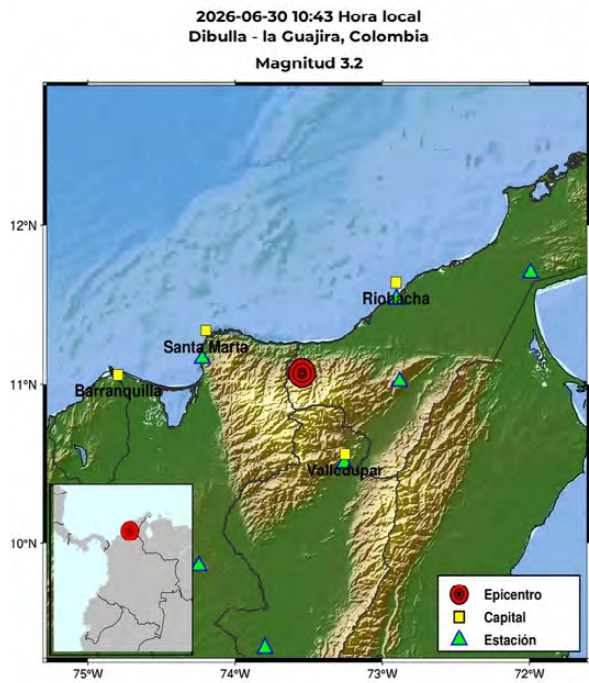 2026-06-30 10:43 Hora local
Dibulla - la Guajira, Colombia
Magnitud 3.2
12°N
Riohacha
Santa Marta
11°N
Barranquilla
Valledupar
10°N
Epicentro
Capital
Estación
75°W
74°W
73°W
72°W